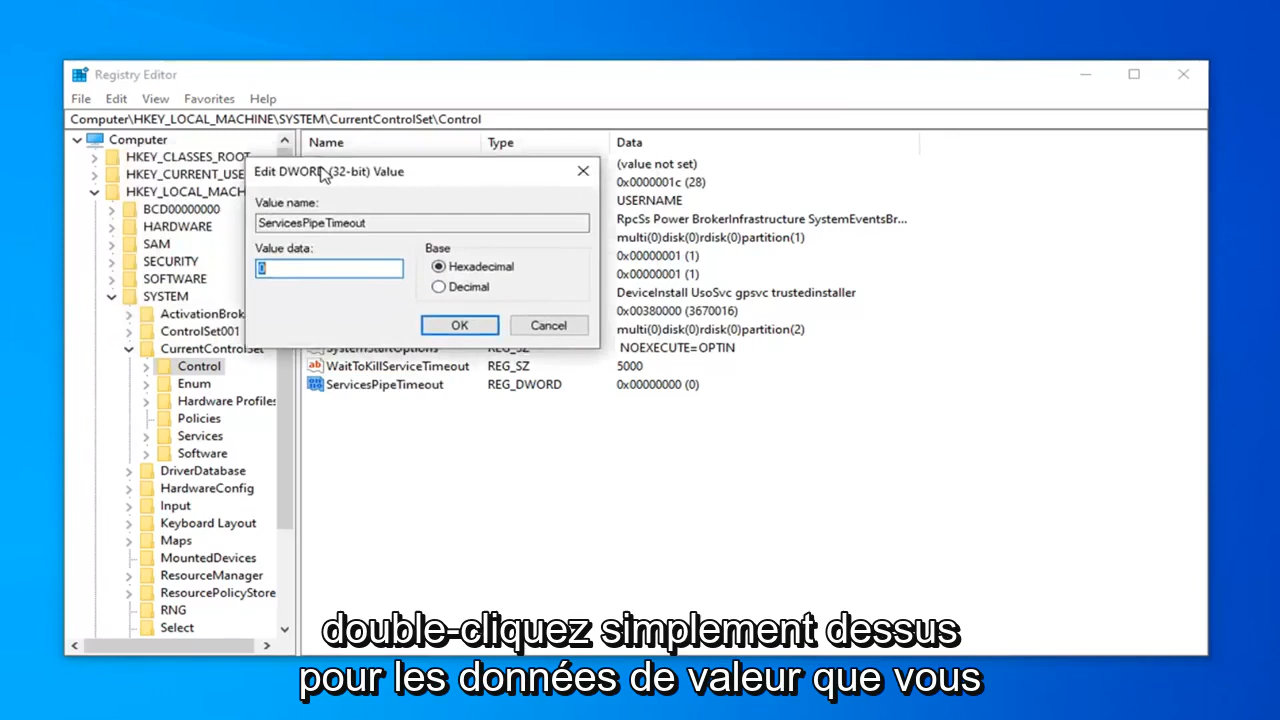 Registry Editor
File Edit View Favorites Help
Computer\HKEY_LOCAL_MACHINE\SYSTEM\CurrentControlSet\Control
Computer
HKEY_CLASSES_ROOT
HKEY_CURRENT_USE
HKEY_LOCAL_MACH
BCD00000000
HARDWARE
SAM
SECURITY
SOFTWARE
SYSTEM
ActivationBrok
ControlSet001
CurrentControlSet
Control
Enum
Hardware Profiles
Policies
Services
Software
DriverDatabase
HardwareConfig
Input
Keyboard Layout
Maps
MountedDevices
ResourceManager
ResourcePolicyStore
RNG
Select
Name Type Data
(value not set)
0x0000001c (28)
USERNAME
RpcSs Power BrokerInfrastructure SystemEventsBr...
multi(0)disk(0)rdisk(0)partition(1)
0x00000001 (1)
0x00000001 (1)
DeviceInstall UsoSvc gpsvc trustedinstaller
0x00380000 (3670016)
multi(0)disk(0)rdisk(0)partition(2)
SystemStartOptions REG_SZ NOEXECUTE=OPTIN
WaitToKillServiceTimeout REG_SZ 5000
ServicesPipeTimeout REG_DWORD 0x00000000 (0)
Edit DWORD (32-bit) Value
Value name:
ServicesPipeTimeout
Value data:
0
Base
Hexadecimal
Decimal
OK Cancel
double-cliquez simplement dessus
pour les données de valeur que vous